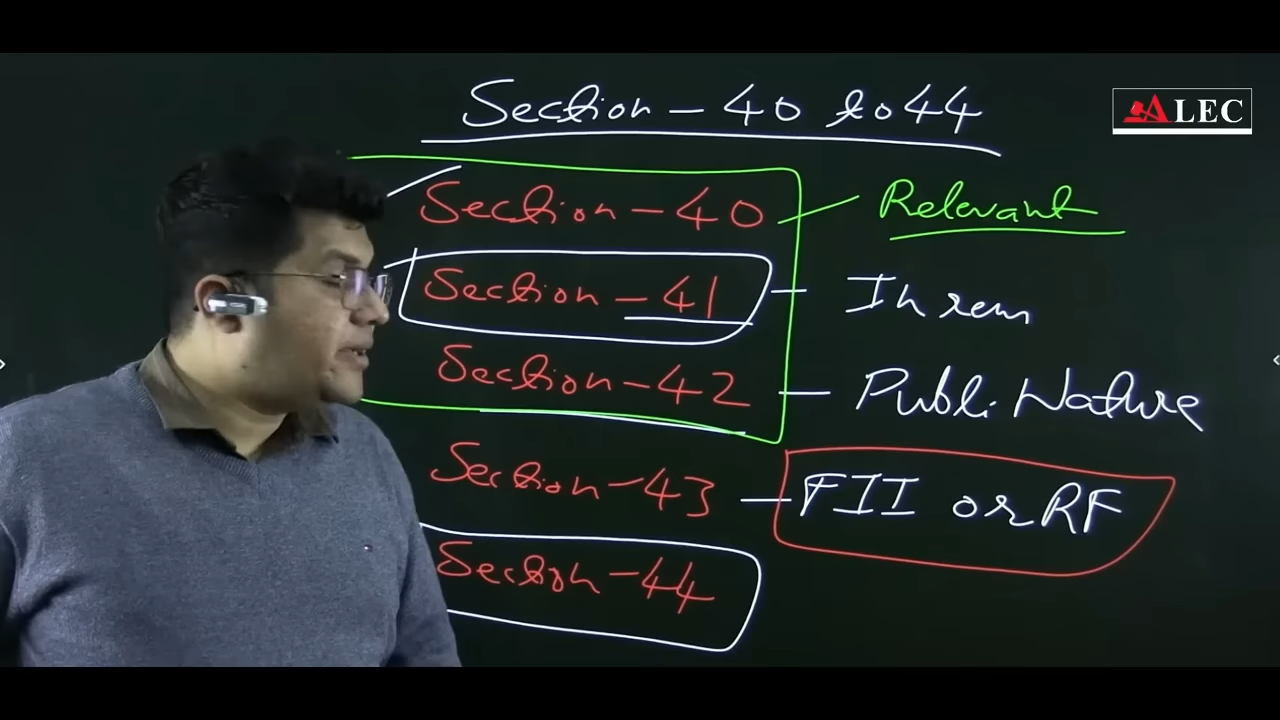 Section - 40 to 44
ALEC
Section - 40 - Relevant
Section - 41 - In rem
Section - 42 - Publi. Nature
Section - 43 - FII or RF
Section - 44